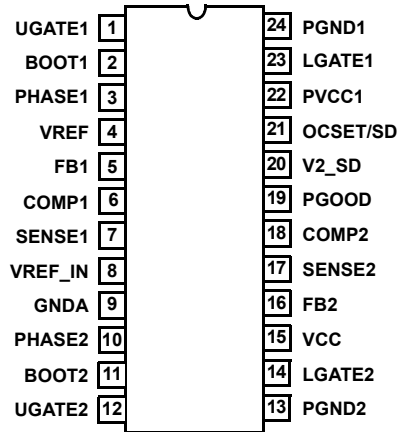 UGATE1 1 24 PGND1
BOOT1 2 23 LGATE1
PHASE1 3 22 PVCC1
VREF 4 21 OCSET/SD
FB1 5 20 V2_SD
COMP1 6 19 PGOOD
SENSE1 7 18 COMP2
VREF_IN 8 17 SENSE2
GNDA 9 16 FB2
PHASE2 10 15 VCC
BOOT2 11 14 LGATE2
UGATE2 12 13 PGND2